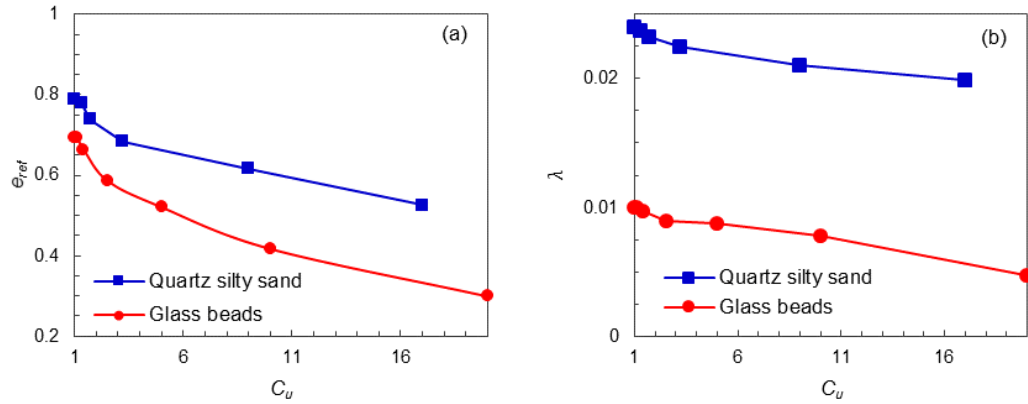 1
(a)
0.8
0.6
e_ref
0.4
Quartz silty sand
Glass beads
0.2
1 6 11 16
C_u
(b)
0.02
λ
0.01
Quartz silty sand
Glass beads
0
1 6 11 16
C_u